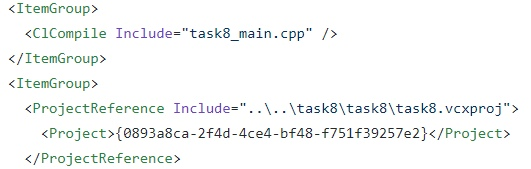 <ItemGroup>
<ClCompile Include="task8_main.cpp" />
</ItemGroup>
<ItemGroup>
<ProjectReference Include="..\..\task8\task8\task8.vcxproj">
<Project>{0893a8ca-2f4d-4ce4-bf48-f751f39257e2}</Project>
</ProjectReference>